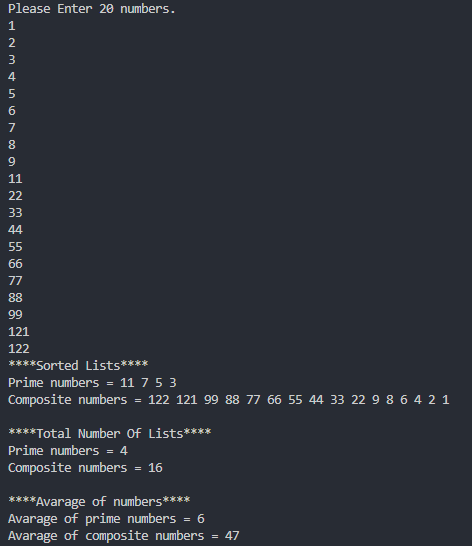 Please Enter 20 numbers.
1
2
3
4
5
6
7
8
9
11
22
33
44
55
66
77
88
99
121
122
****Sorted Lists****
Prime numbers = 11 7 5 3
Composite numbers = 122 121 99 88 77 66 55 44 33 22 9 8 6 4 2 1
****Total Number Of Lists****
Prime numbers = 4
Composite numbers = 16
****Avarage of numbers****
Avarage of prime numbers = 6
Avarage of composite numbers = 47